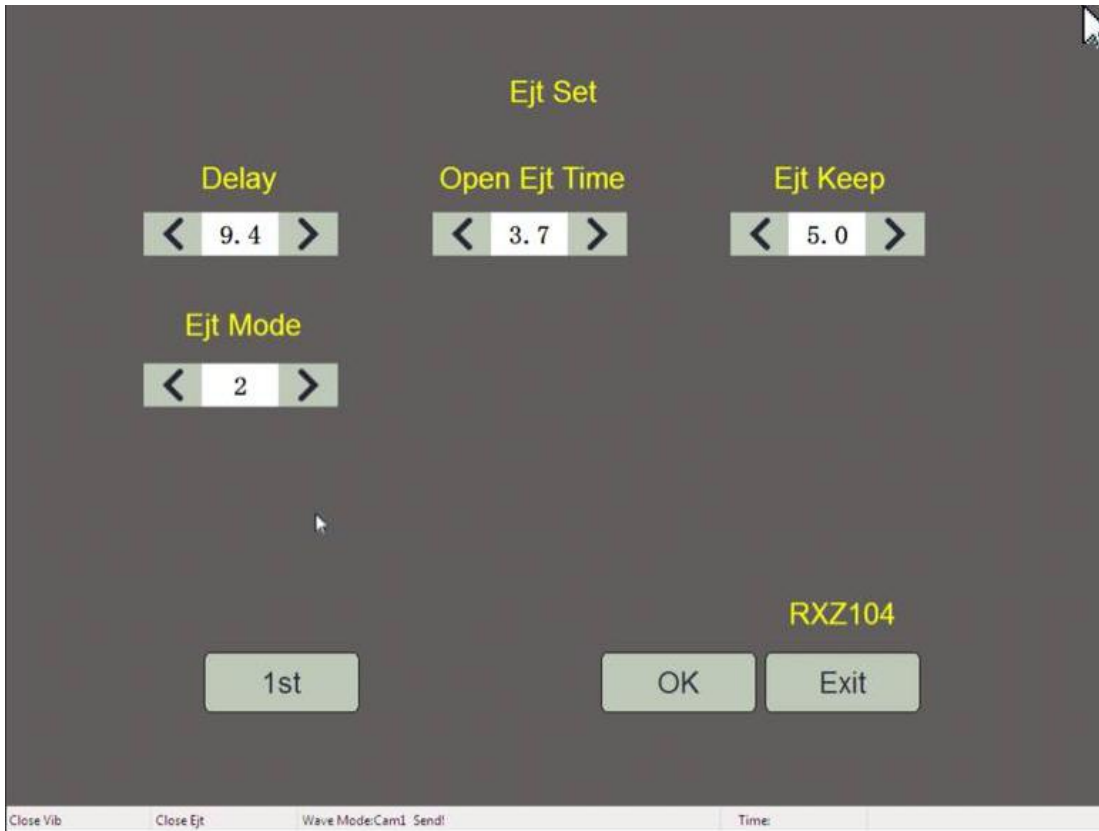 Ejt Set
Delay Open Ejt Time Ejt Keep
9.4 3.7 5.0
Ejt Mode
2
RXZ104
1st OK Exit
Close Vib Close Ejt Wave Mode:Cam1 Send! Time: